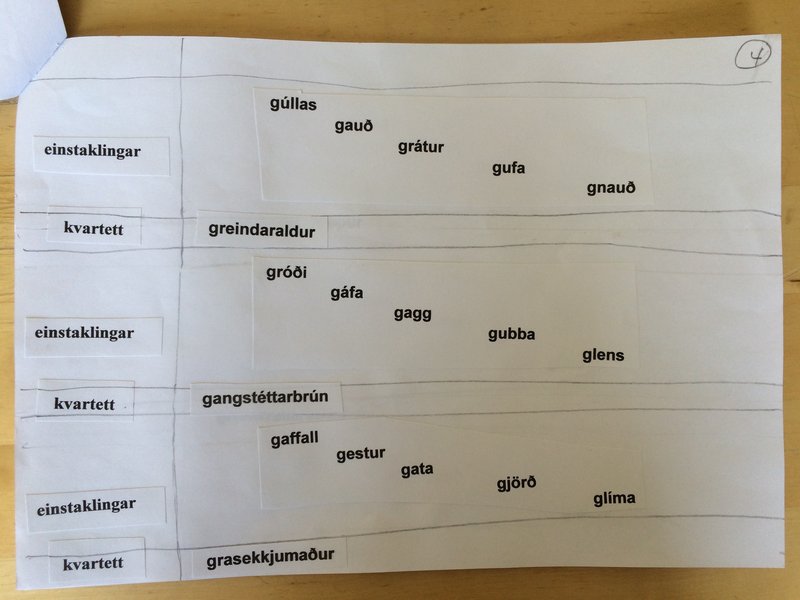 4
gúllas
gauð
einstaklingar
grátur
gufa
gnauð
kvartett greindaraldur
gróði
gáfa
gagg
einstaklingar
gubba
glens
kvartett gangstéttarbrún
gaffall
gestur
gata
gjörð
einstaklingar
glíma
kvartett grasekkjumaður